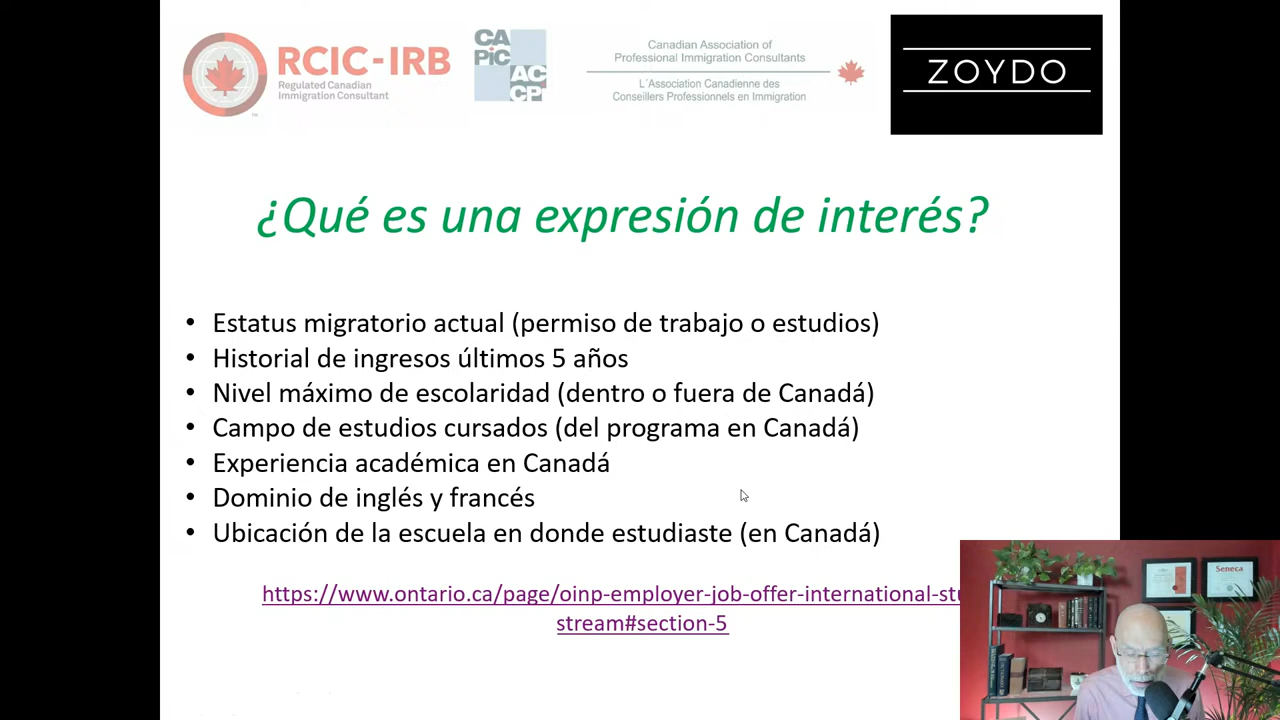 RCIC-IRB
Regulated Canadian
Immigration Consultant
CA
PiC
AC
CP
Canadian Association of
Professional Immigration Consultants
L´Association Canadienne des
Conseillers Professionnels en Immigration
ZOYDO
¿Qué es una expresión de interés?
• Estatus migratorio actual (permiso de trabajo o estudios)
• Historial de ingresos últimos 5 años
• Nivel máximo de escolaridad (dentro o fuera de Canadá)
• Campo de estudios cursados (del programa en Canadá)
• Experiencia académica en Canadá
• Dominio de inglés y francés
• Ubicación de la escuela en donde estudiaste (en Canadá)
https://www.ontario.ca/page/oinp-employer-job-offer-international-stu
stream#section-5
Seneca